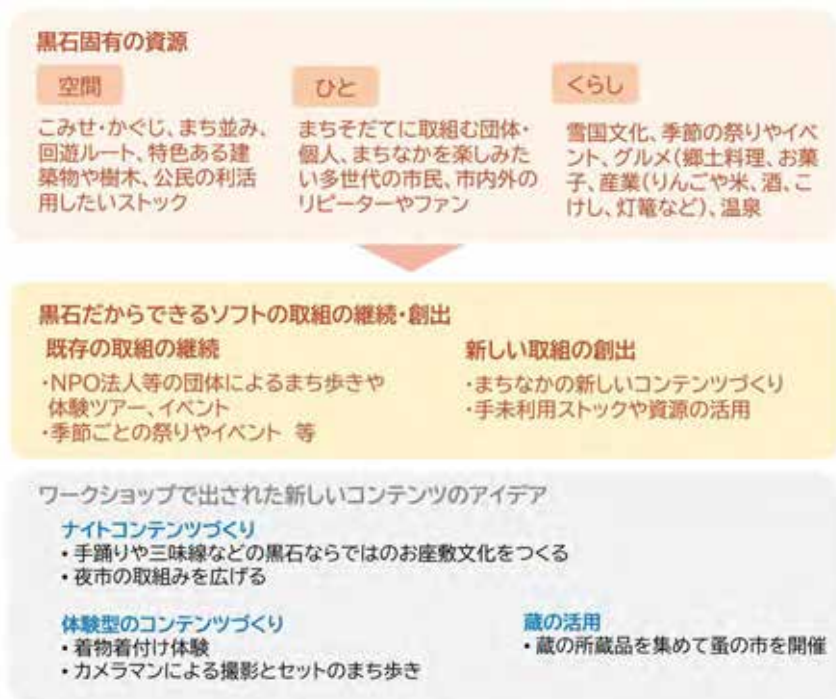 黒石固有の資源
空間
こみせ・かぐじ、まち並み、
回遊ルート、特色ある建
築物や樹木、公民の利活
用したいストック
ひと
まちそだてに取組む団体・
個人、まちなかを楽しみた
い多世代の市民、市内外の
リピーターやファン
くらし
雪国文化、季節の祭りやイベ
ント、グルメ(郷土料理、お菓
子、産業(りんごや米、酒、こ
けし、灯篭など)、温泉
黒石だからできるソフトの取組の継続・創出
既存の取組の継続
・NPO法人等の団体によるまち歩きや
体験ツアー、イベント
・季節ごとの祭りやイベント 等
新しい取組の創出
・まちなかの新しいコンテンツづくり
・手未利用ストックや資源の活用
ワークショップで出された新しいコンテンツのアイデア
ナイトコンテンツづくり
• 手踊りや三味線などの黒石ならではのお座敷文化をつくる
• 夜市の取組みを広げる
体験型のコンテンツづくり
• 着物着付け体験
• カメラマンによる撮影とセットのまち歩き
蔵の活用
• 蔵の所蔵品を集めて蚤の市を開催